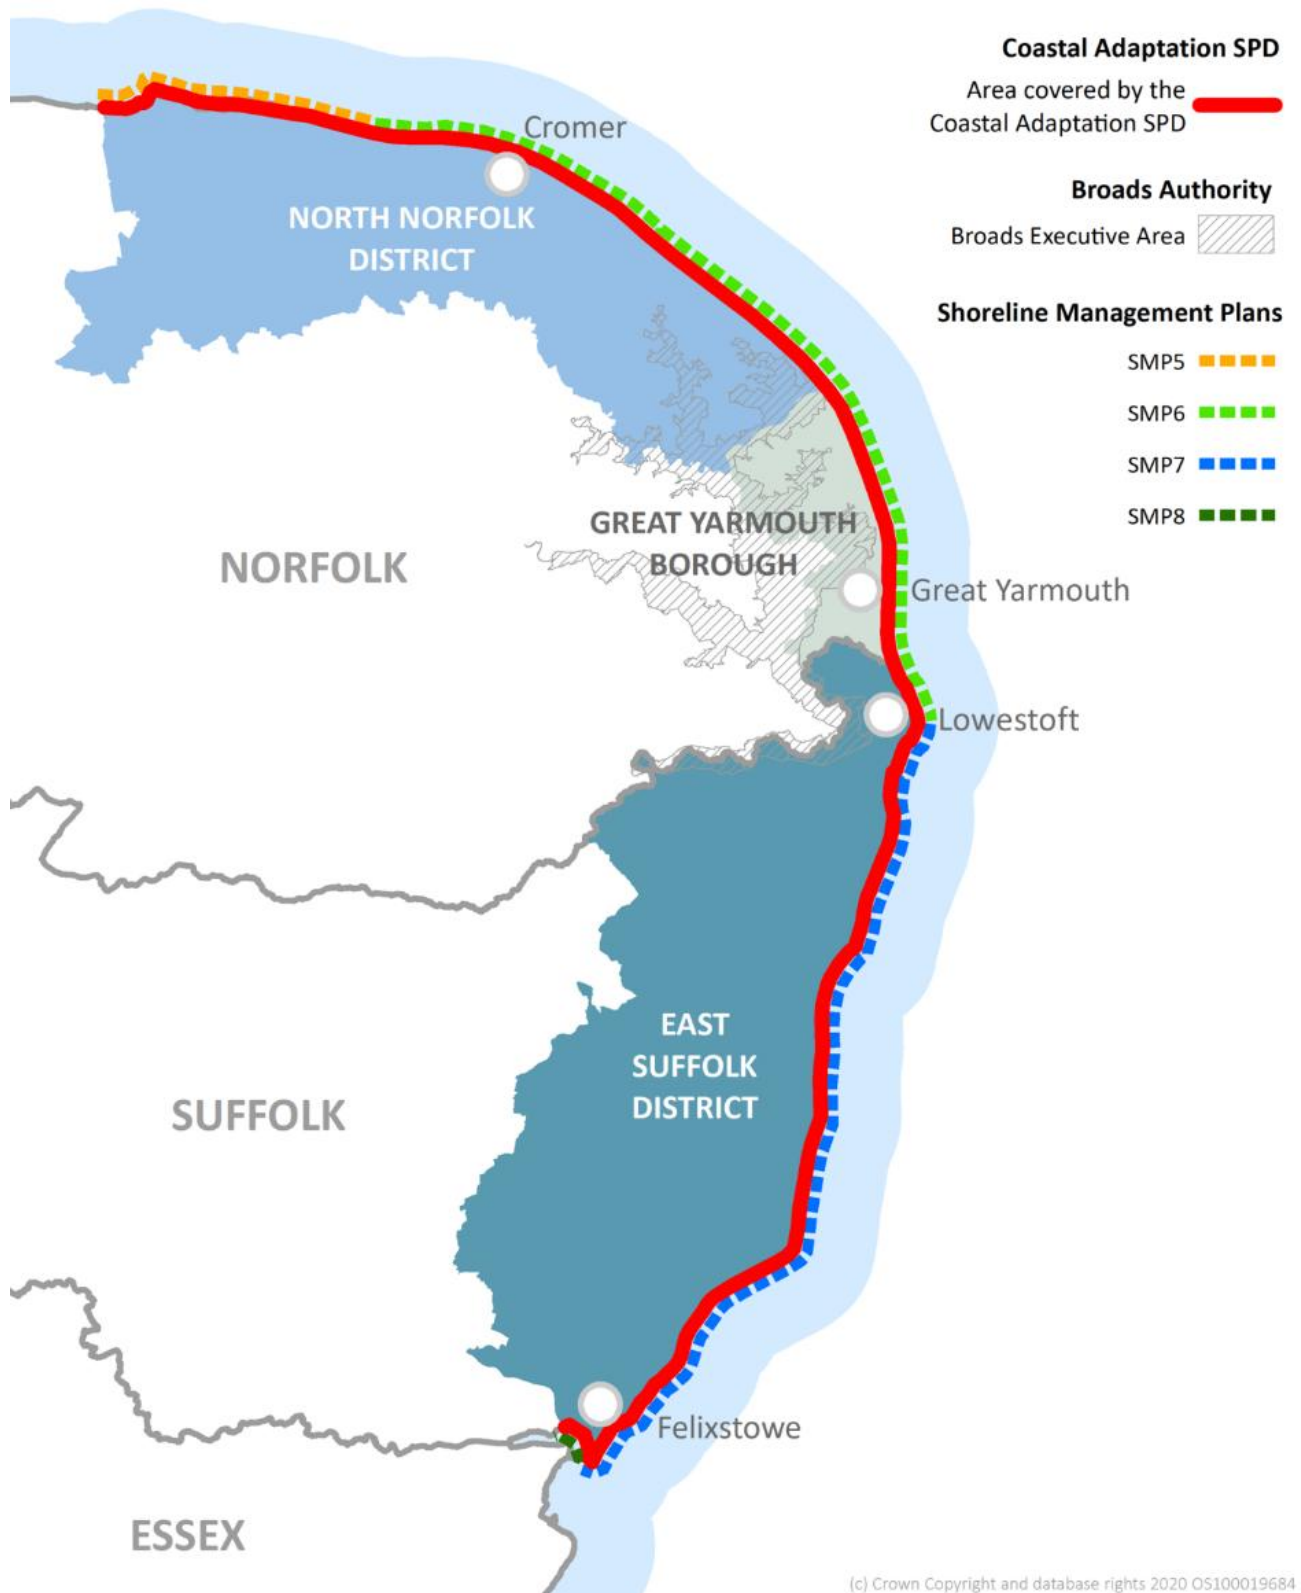 Coastal Adaptation SPD
Area covered by the
Coastal Adaptation SPD
Broads Authority
Broads Executive Area
Shoreline Management Plans
SMP5
SMP6
SMP7
SMP8
Cromer
NORTH NORFOLK
DISTRICT
GREAT YARMOUTH
BOROUGH
NORFOLK
Great Yarmouth
Lowestoft
EAST
SUFFOLK
DISTRICT
SUFFOLK
Felixstowe
ESSEX
(c) Crown Copyright and database rights 2020 OS100019684